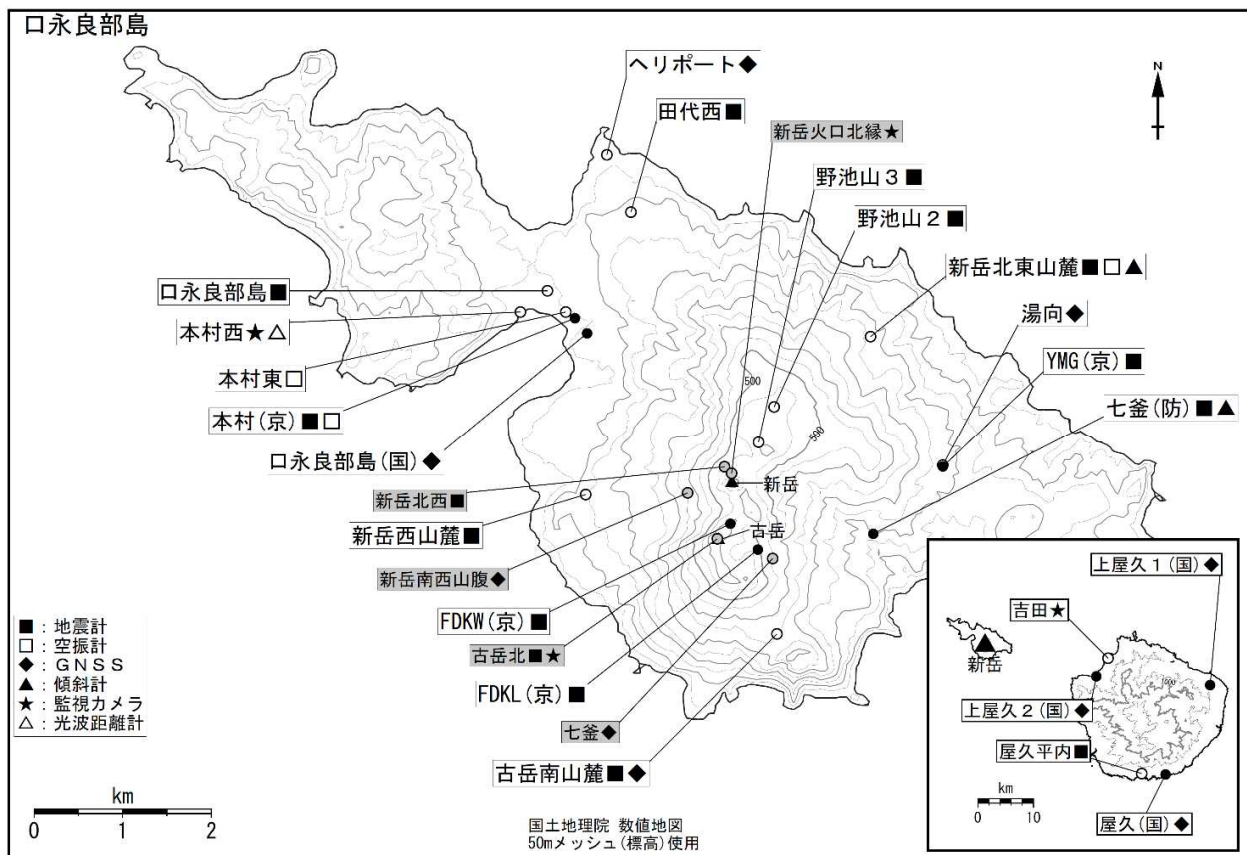 口永良部島
N
ヘリポート◆
田代西■
新岳火口北縁★
野池山3■
野池山2■
新岳北東山麓■□▲
湯向◆
YMG(京)■
七釜(防)■▲
口永良部島■
本村西★△
本村東□
本村(京)■□
口永良部島(国)◆
新岳北西■
新岳西山麓■
新岳南西山腹◆
FDKW(京)■
古岳北■★
FDKL(京)■
七釜◆
古岳南山麓■◆
500
500
新岳
古岳
■:地震計
□:空振計
◆:GNSS
▲:傾斜計
★:監視カメラ
△:光波距離計
km
0 1 2
国土地理院 数値地図
50mメッシュ(標高)使用
上屋久1(国)◆
吉田★
新岳
1000
上屋久2(国)◆
屋久平内■
km
0 10
屋久(国)◆